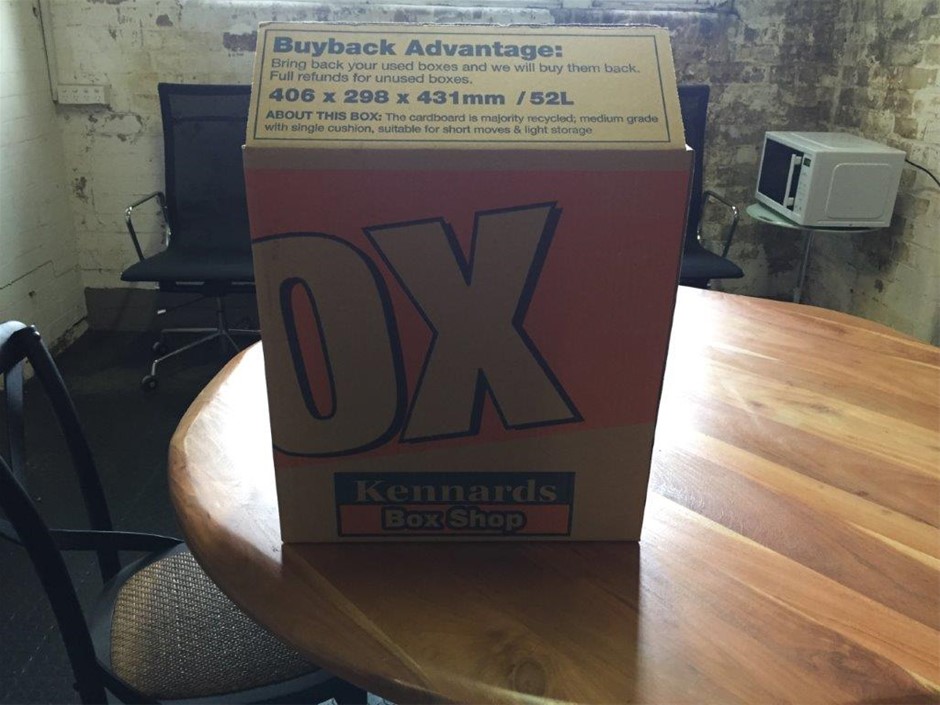 Buyback Advantage:
Bring back your used boxes and we will buy them back.
Full refunds for unused boxes.
406 x 298 x 431mm / 52L
ABOUT THIS BOX: The cardboard is majority recycled; medium grade
with single cushion, suitable for short moves & light storage
OX
Kennards
Box Shop